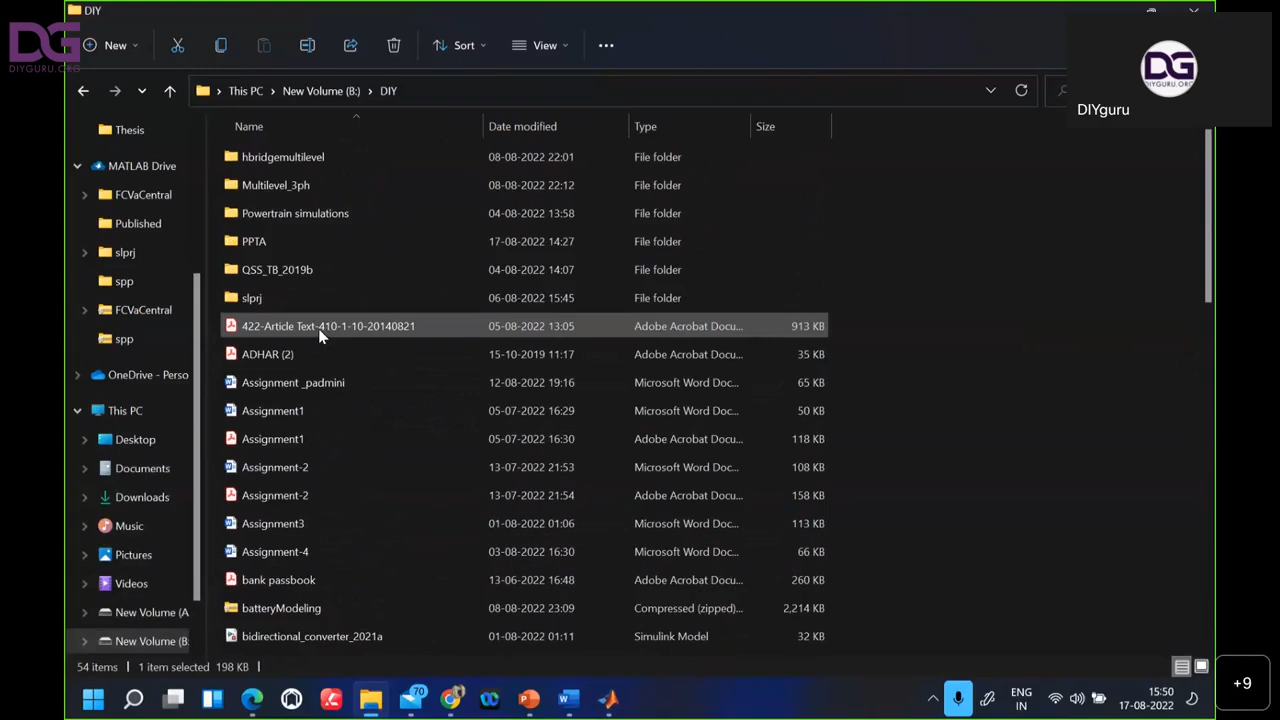 DIY
DG
DIYGURU.ORG
New
Sort
View
DG
DIYGURU.ORG
DIYguru
This PC > New Volume (B:) > DIY
Name Date modified Type Size
Thesis
MATLAB Drive
FCVaCentral
Published
slprj
spp
FCVaCentral
spp
OneDrive - Perso
This PC
Desktop
Documents
Downloads
Music
Pictures
Videos
New Volume (A
New Volume (B:
hbridgemultilevel 08-08-2022 22:01 File folder
Multilevel_3ph 08-08-2022 22:12 File folder
Powertrain simulations 04-08-2022 13:58 File folder
PPTA 17-08-2022 14:27 File folder
QSS_TB_2019b 04-08-2022 14:07 File folder
slprj 06-08-2022 15:45 File folder
422-Article Text-410-1-10-20140821 05-08-2022 13:05 Adobe Acrobat Docu... 913 KB
ADHAR (2) 15-10-2019 11:17 Adobe Acrobat Docu... 35 KB
Assignment _padmini 12-08-2022 19:16 Microsoft Word Doc... 65 KB
Assignment1 05-07-2022 16:29 Microsoft Word Doc... 50 KB
Assignment1 05-07-2022 16:30 Adobe Acrobat Docu... 118 KB
Assignment-2 13-07-2022 21:53 Microsoft Word Doc... 108 KB
Assignment-2 13-07-2022 21:54 Adobe Acrobat Docu... 158 KB
Assignment3 01-08-2022 01:06 Microsoft Word Doc... 113 KB
Assignment-4 03-08-2022 16:30 Microsoft Word Doc... 66 KB
bank passbook 13-06-2022 16:48 Adobe Acrobat Docu... 260 KB
batteryModeling 08-08-2022 23:09 Compressed (zipped)... 2,214 KB
bidirectional_converter_2021a 01-08-2022 01:11 Simulink Model 32 KB
54 items 1 item selected 198 KB
70
ENG
IN
15:50
17-08-2022
+9